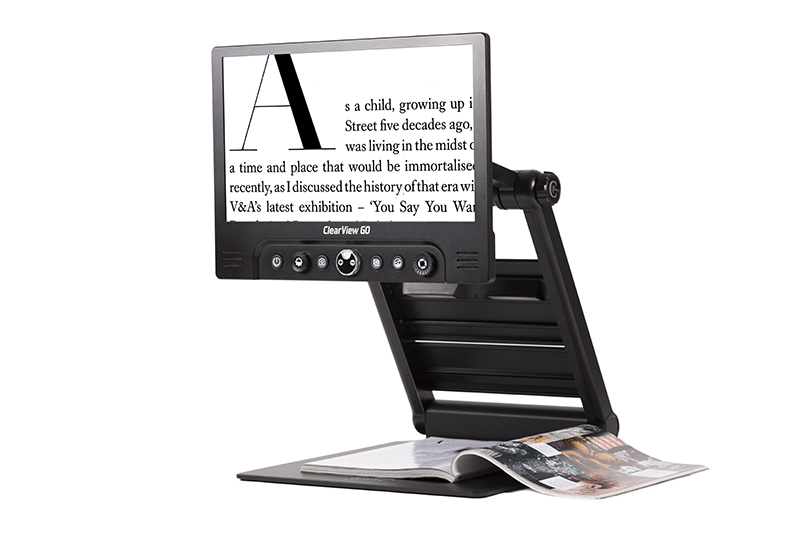 A
s a child, growing up i
Street five decades ago,
was living in the midst o
a time and place that would be immortalise
recently, as I discussed the history of that era wi
V&A's latest exhibition – 'You Say You Wan
ClearView GO